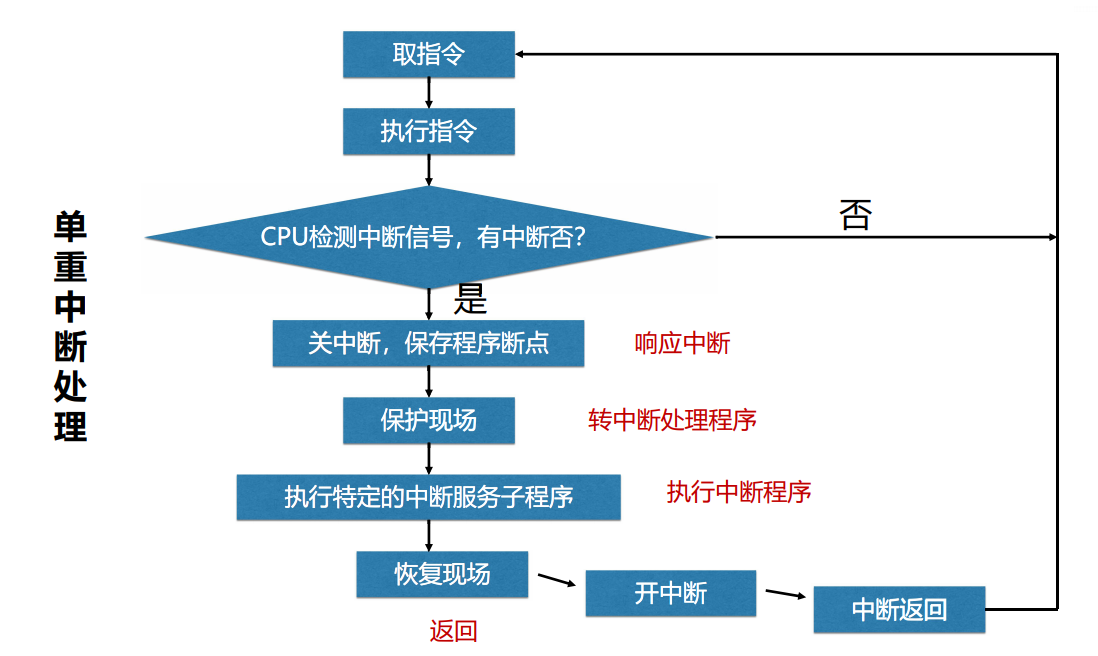 单重中断处理
取指令
执行指令
CPU检测中断信号，有中断否？
否
是
关中断，保存程序断点
响应中断
保护现场
转中断处理程序
执行特定的中断服务子程序
执行中断程序
恢复现场
开中断
中断返回
返回